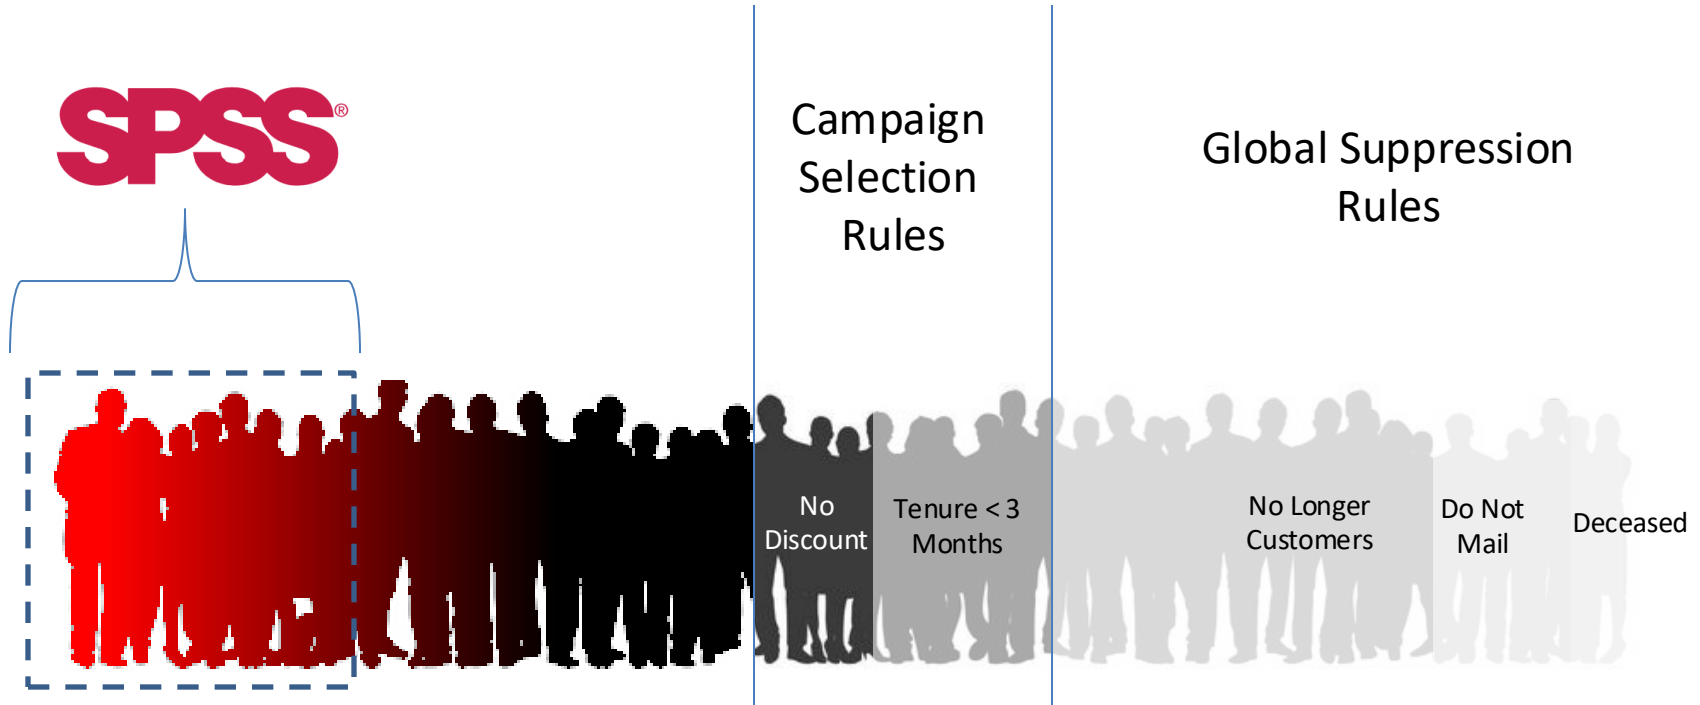 SPSS®
Campaign
Selection
Rules
Global Suppression
Rules
No
Discount
Tenure < 3
Months
No Longer
Customers
Do Not
Mail
Deceased